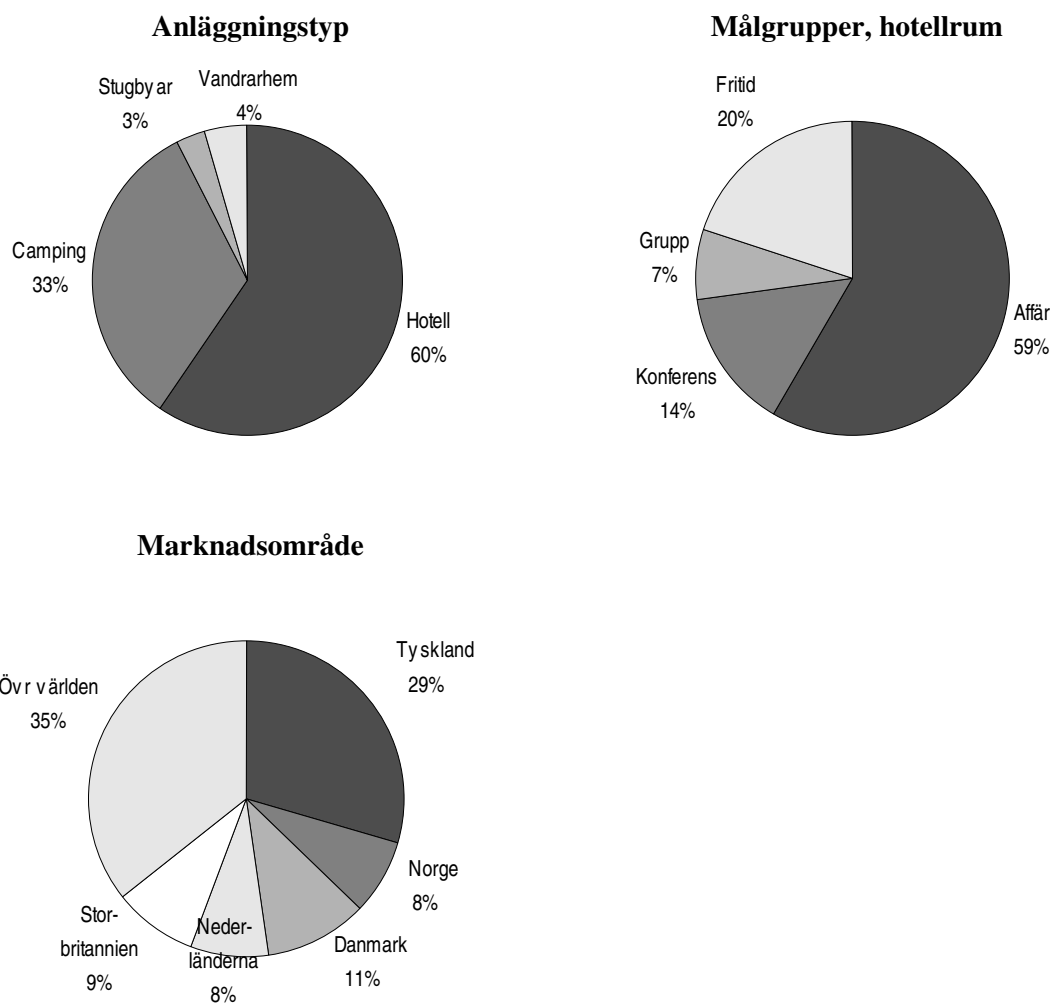 Anläggningstyp
Vandrarhem
4%
Stugbyar
3%
Camping
33%
Hotell
60%
Målgrupper, hotellrum
Fritid
20%
Grupp
7%
Konferens
14%
Affär
59%
Marknadsområde
Tyskland
29%
Övr världen
35%
Norge
8%
Danmark
11%
Neder-
länderna
8%
Stor-
britannien
9%